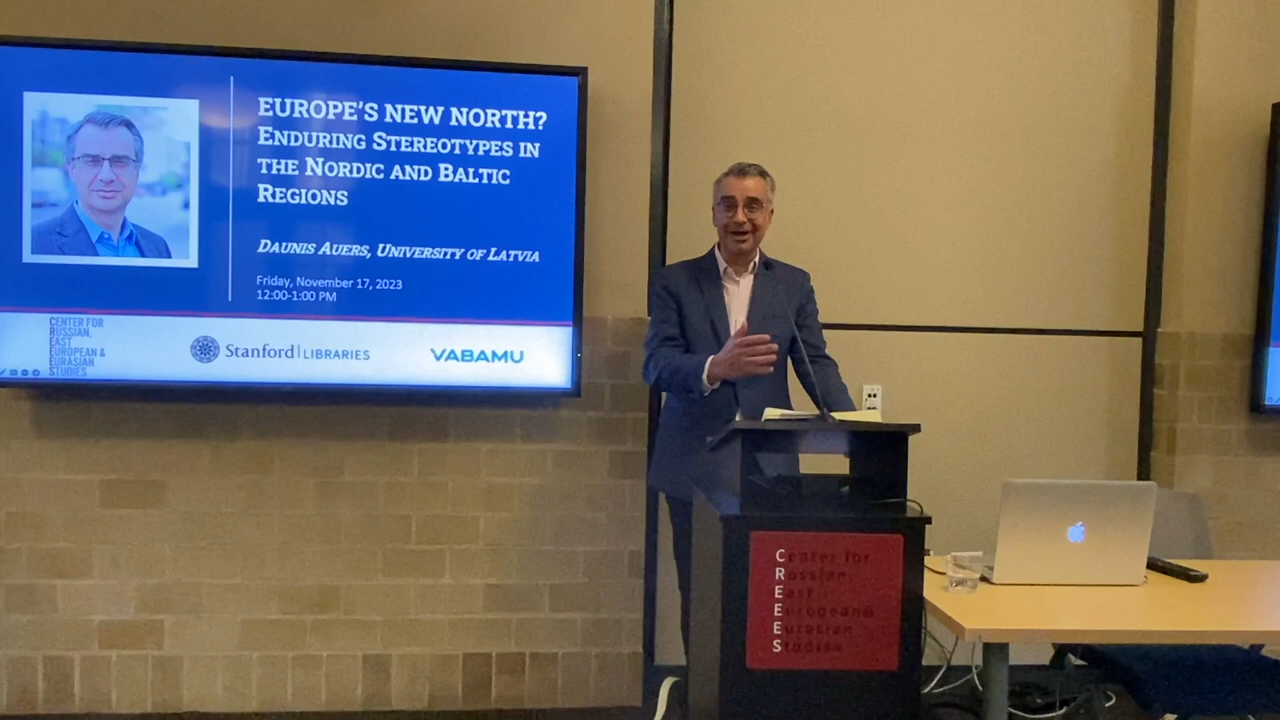 EUROPE'S NEW NORTH?
ENDURING STEREOTYPES IN
THE NORDIC AND BALTIC
REGIONS
DAUNIS AUERS, UNIVERSITY OF LATVIA
Friday, November 17, 2023
12:00-1:00 PM
CENTER FOR
RUSSIAN,
EAST
EUROPEAN &
EURASIAN
STUDIES
Stanford | LIBRARIES
VABAMU
Center for
Russian
East
European &
Eurasian
Studies